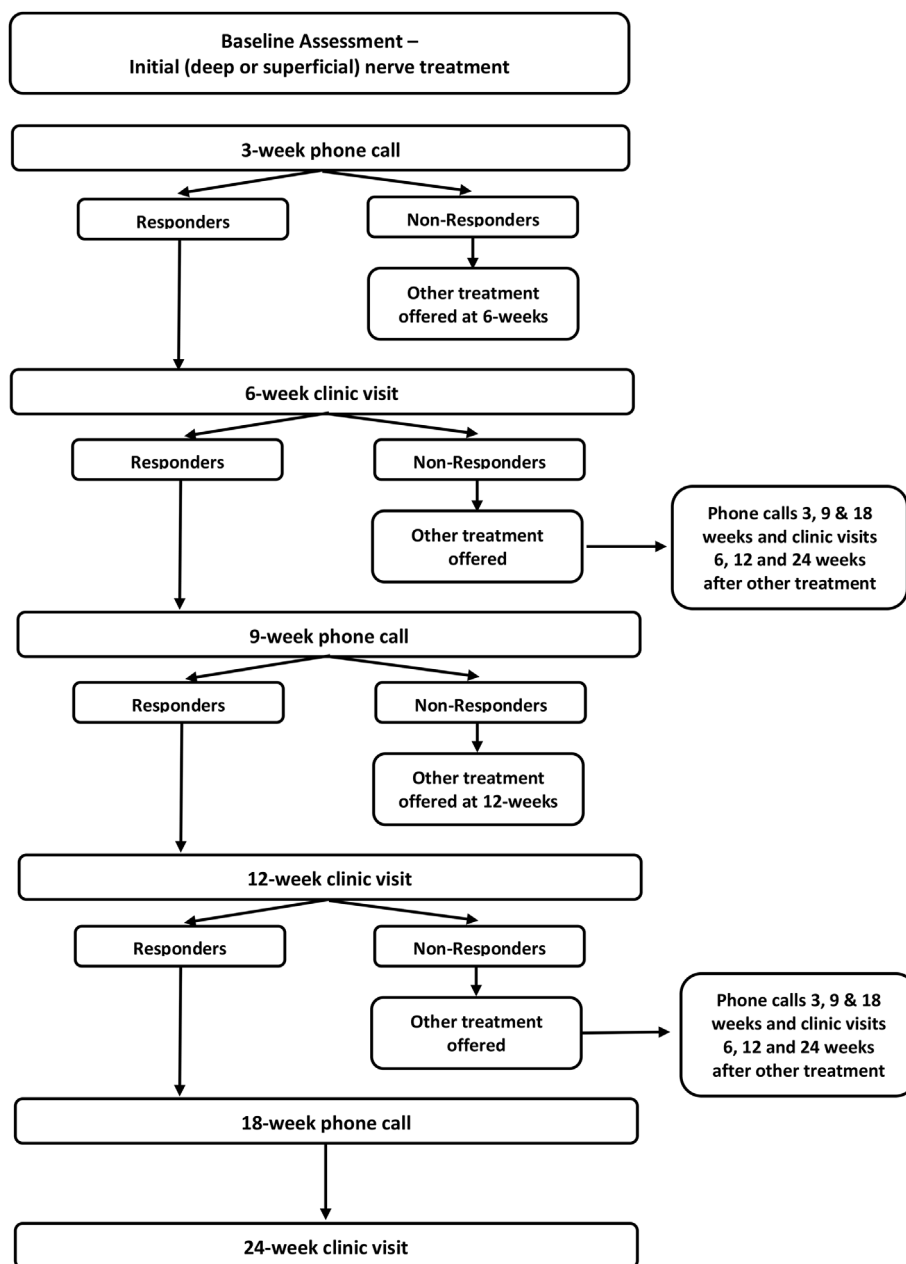 Baseline Assessment –
Initial (deep or superficial) nerve treatment
3-week phone call
Responders
Non-Responders
Other treatment
offered at 6-weeks
6-week clinic visit
Responders
Non-Responders
Other treatment
offered
Phone calls 3, 9 & 18
weeks and clinic visits
6, 12 and 24 weeks
after other treatment
9-week phone call
Responders
Non-Responders
Other treatment
offered at 12-weeks
12-week clinic visit
Responders
Non-Responders
Other treatment
offered
Phone calls 3, 9 & 18
weeks and clinic visits
6, 12 and 24 weeks
after other treatment
18-week phone call
24-week clinic visit